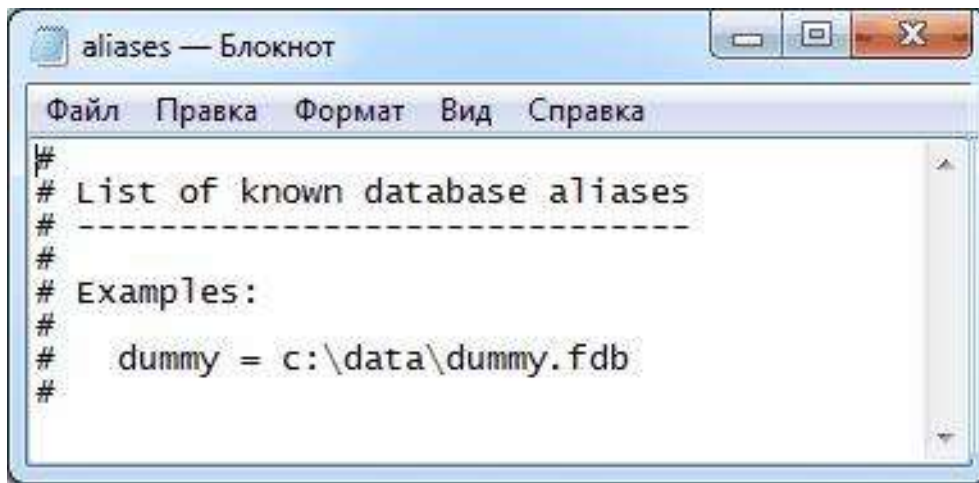 aliases — Блокнот
Файл Правка Формат Вид Справка
#
# List of known database aliases
# ------------------------------
#
# Examples:
#
#   dummy = c:\data\dummy.fdb
#